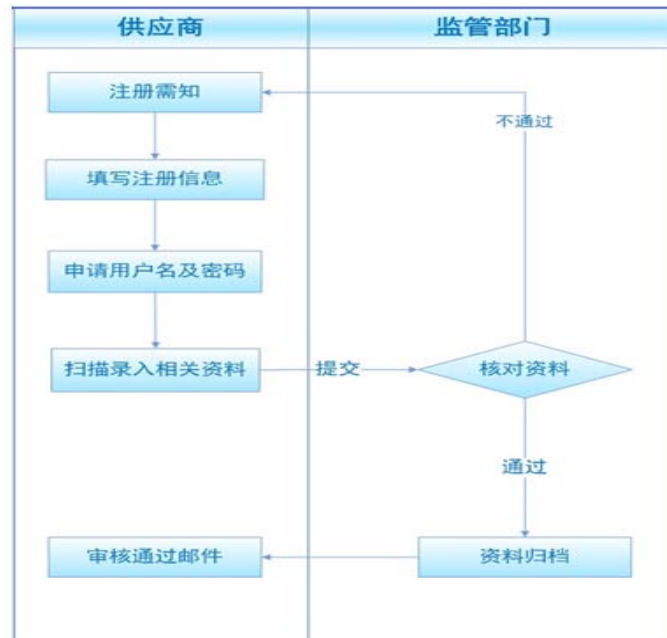 供应商
监管部门
注册需知
不通过
填写注册信息
申请用户名及密码
扫描录入相关资料
提交
核对资料
通过
审核通过邮件
资料归档